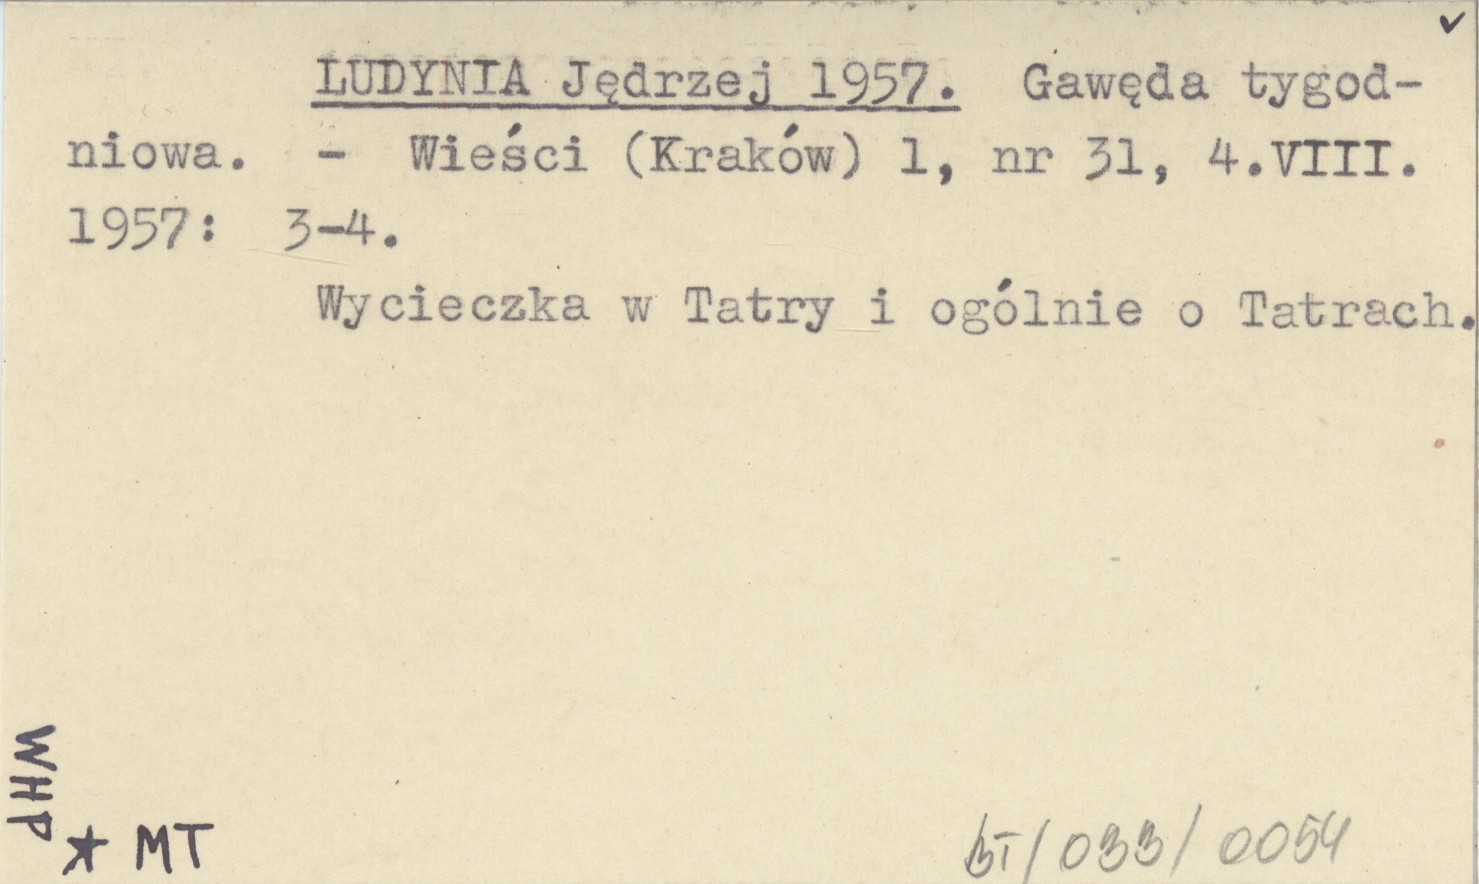 ✓
LUDYNIA Jędrzej 1957. Gawęda tygod-
niowa. - Wieści (Kraków) 1, nr 31, 4.VIII.
1957: 3-4.
Wycieczka w Tatry i ogólnie o Tatrach.
WHP
* MT
BT/033/0054